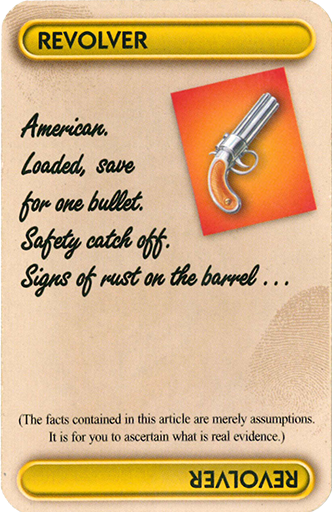 REVOLVER
American.
Loaded, save
for one bullet.
Safety catch off.
Signs of rust on the barrel . . .
(The facts contained in this article are merely assumptions.
It is for you to ascertain what is real evidence.)
REVOLVER